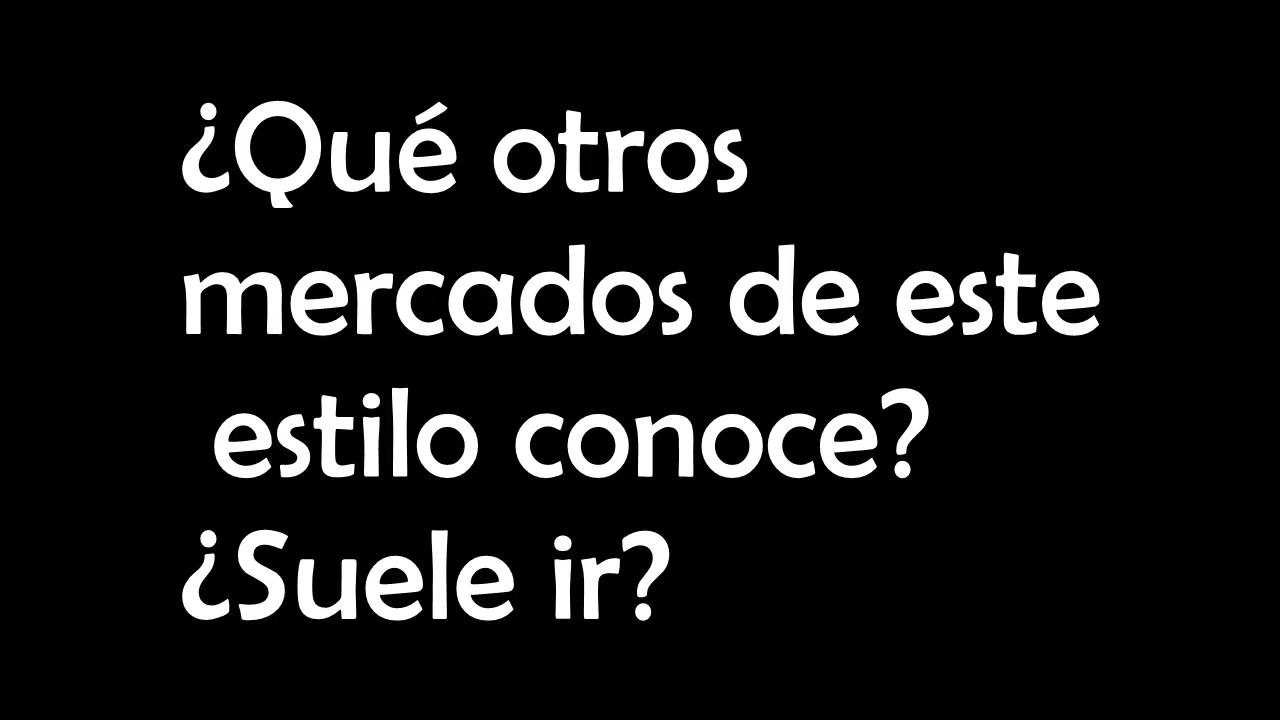 ¿Qué otros
mercados de este
estilo conoce?
¿Suele ir?